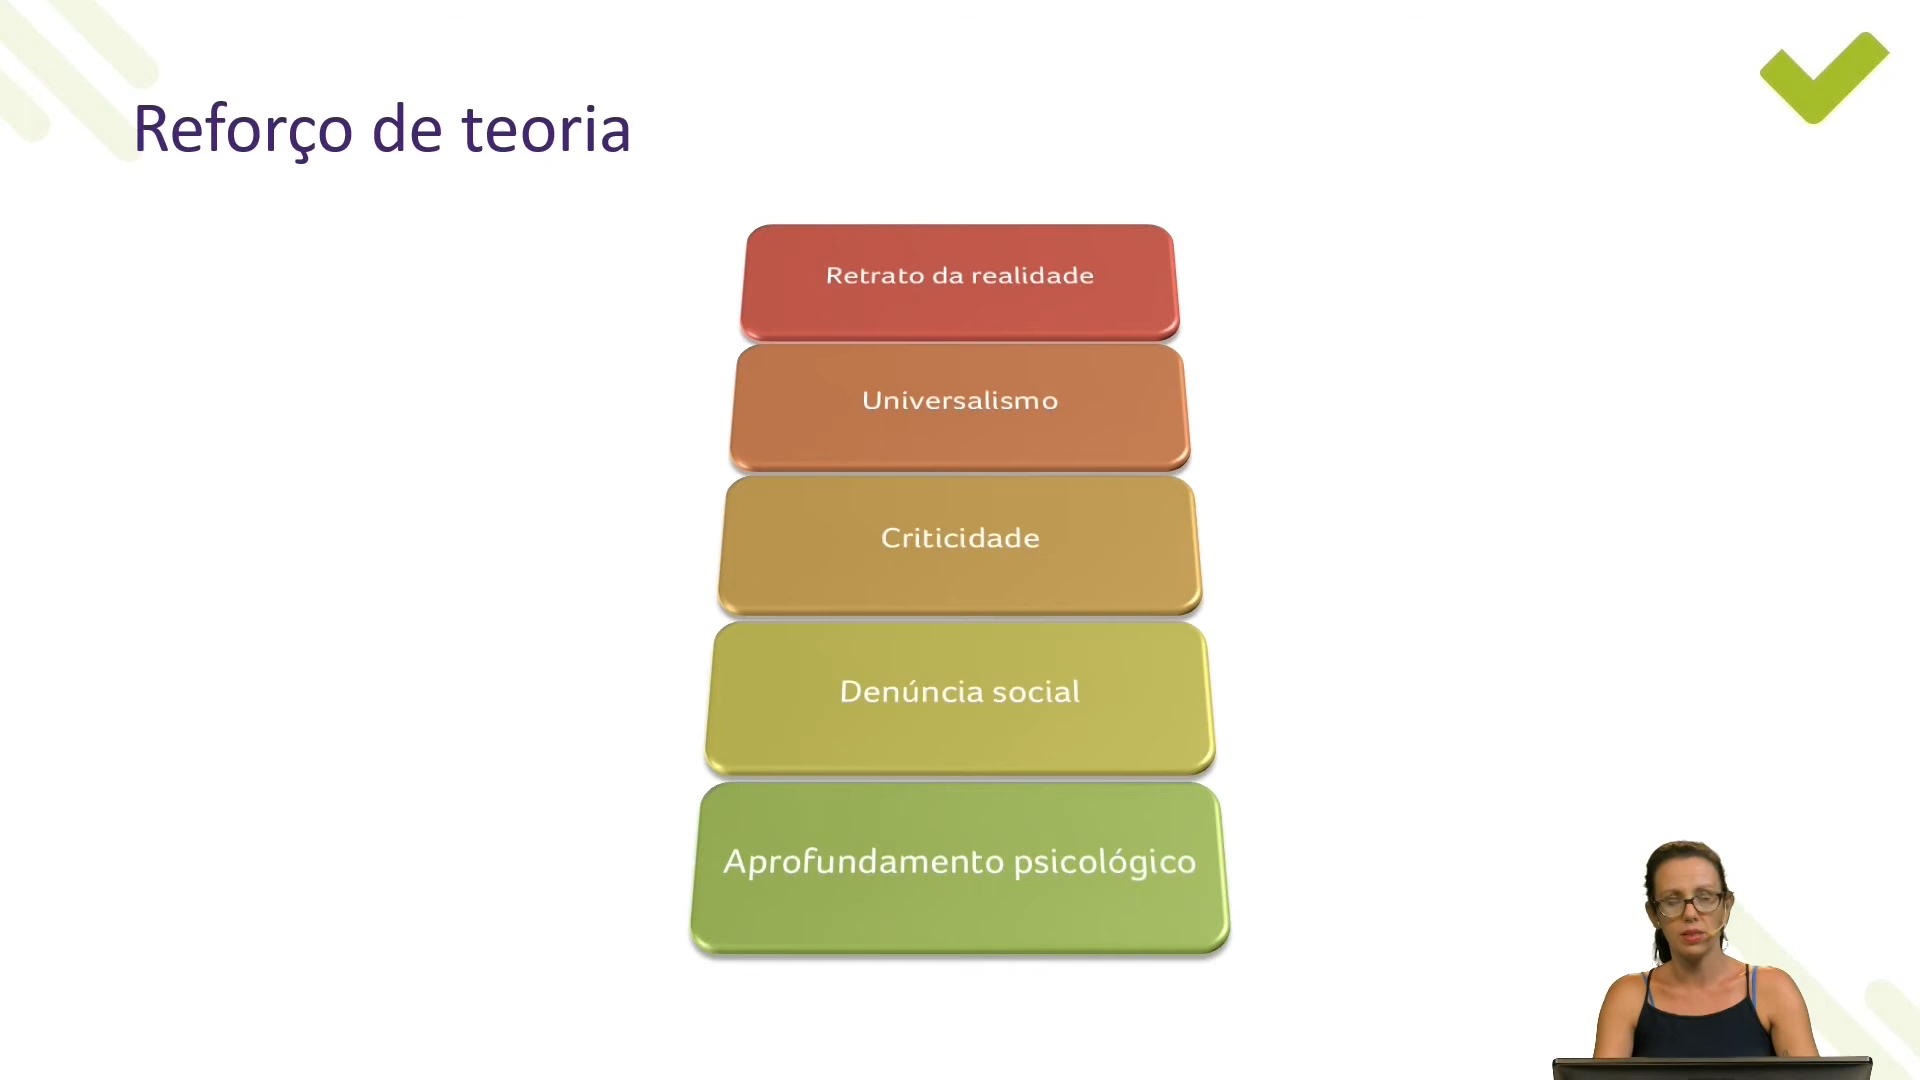 Reforço de teoria
Retrato da realidade
Universalismo
Criticidade
Denúncia social
Aprofundamento psicológico